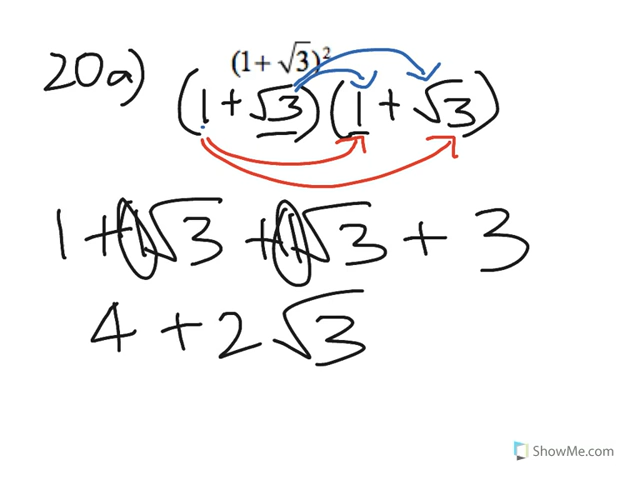 20a) (1 + √3)²
(1 + √3)(1 + √3)
1 + 1√3 + 1√3 + 3
4 + 2√3
ShowMe.com